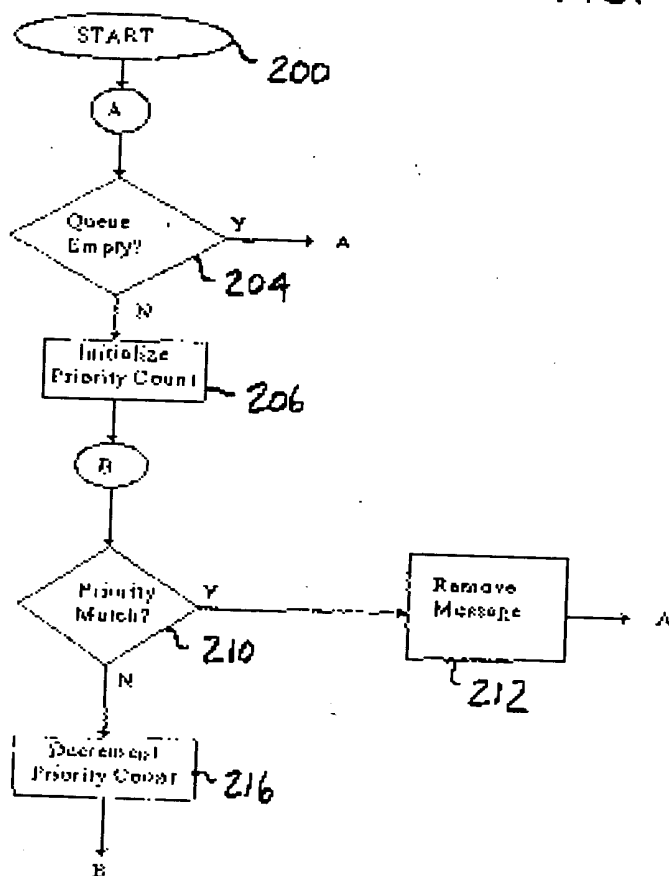 START
200
A
Queue
Empty?
Y
A
204
N
Initialize
Priority Count
206
B
Priority
Match?
Y
210
N
Remove
Message
A
212
Decrement
Priority Count
216
B